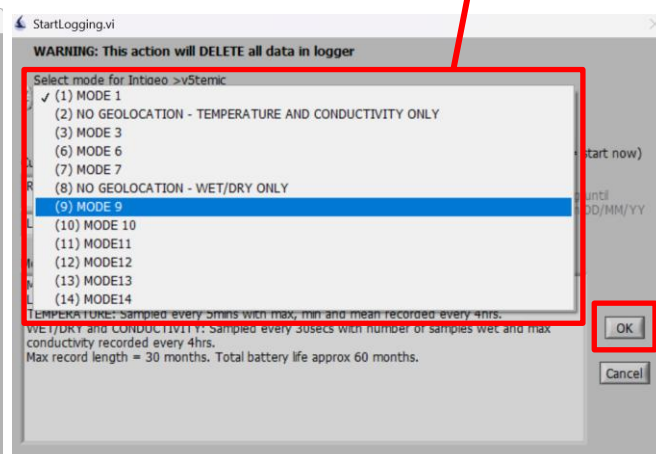 StartLogging.vi
WARNING: This action will DELETE all data in logger
Select mode for Intigeo >v5temic
✓ (1) MODE 1
(2) NO GEOLOCATION - TEMPERATURE AND CONDUCTIVITY ONLY
(3) MODE 3
(6) MODE 6
(7) MODE 7
start now)
(8) NO GEOLOCATION - WET/DRY ONLY
until
(9) MODE 9
DD/MM/YY
(10) MODE 10
(11) MODE11
(12) MODE12
(13) MODE13
(14) MODE14
TEMPERATURE: Sampled every 5mins with max, min and mean recorded every 4hrs.
WET/DRY and CONDUCTIVITY: Sampled every 30secs with number of samples wet and max
conductivity recorded every 4hrs.
Max record length = 30 months. Total battery life approx 60 months.
OK
Cancel